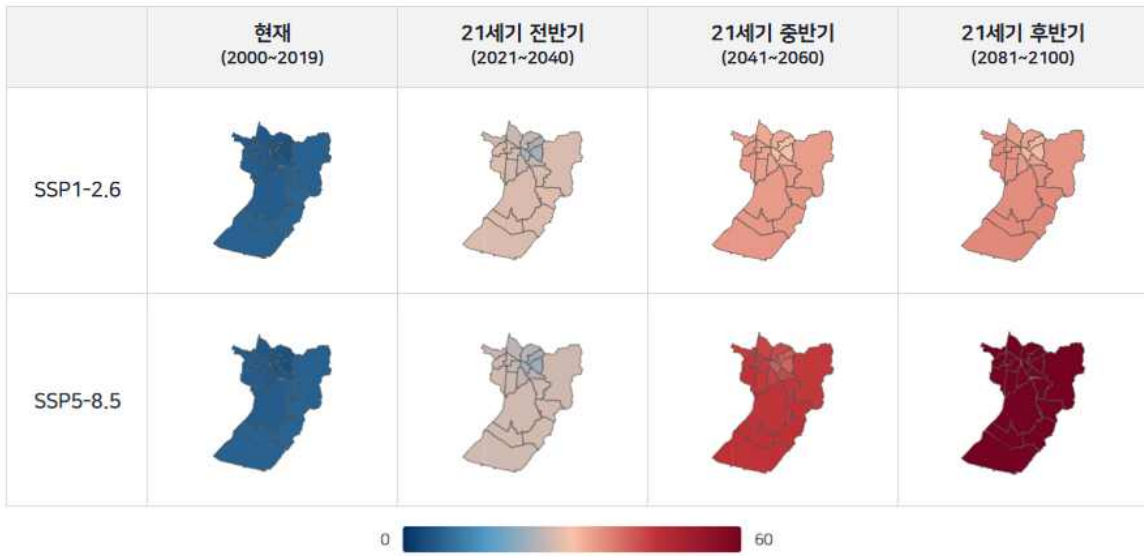 현재
(2000~2019)
21세기 전반기
(2021~2040)
21세기 중반기
(2041~2060)
21세기 후반기
(2081~2100)
SSP1-2.6
SSP5-8.5
0
60